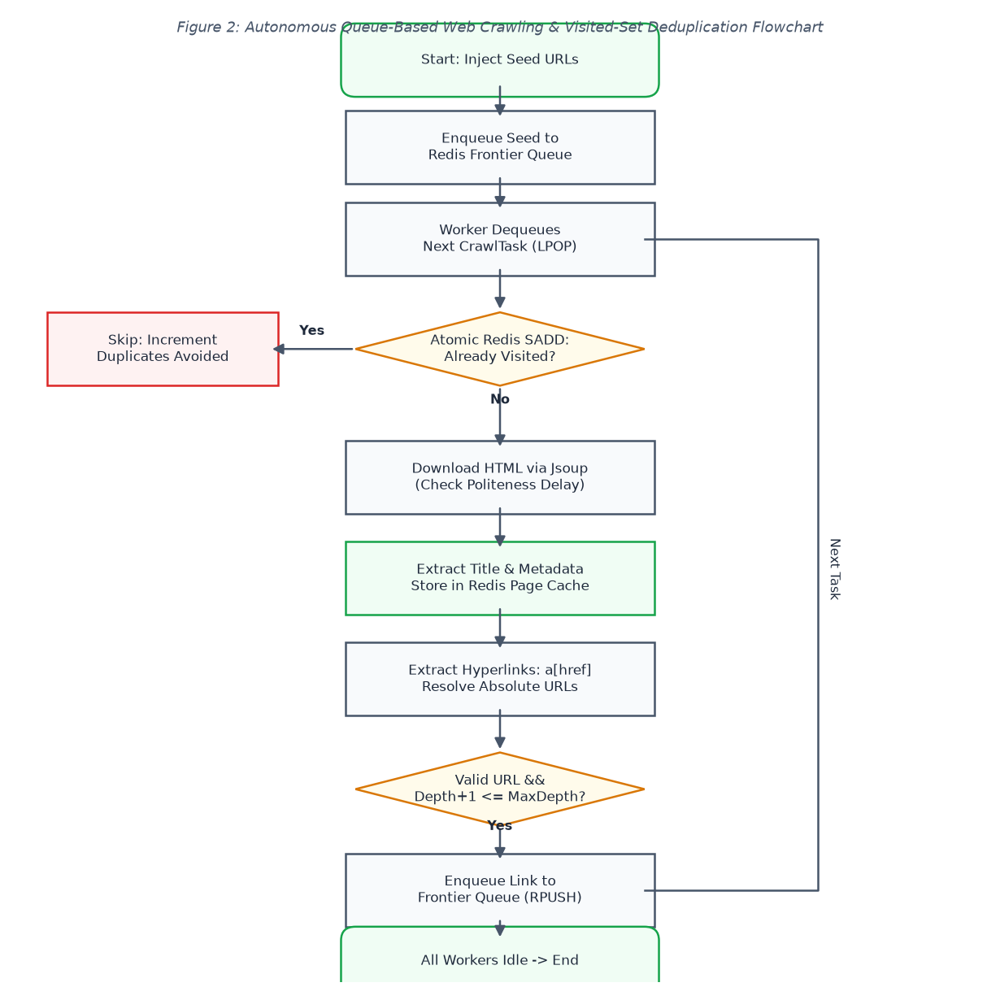 Figure 2: Autonomous Queue-Based Web Crawling & Visited-Set Deduplication Flowchart
Start: Inject Seed URLs
Enqueue Seed to
Redis Frontier Queue
Worker Dequeues
Next CrawlTask (LPOP)
Atomic Redis SADD:
Already Visited?
Yes
Skip: Increment
Duplicates Avoided
No
Download HTML via Jsoup
(Check Politeness Delay)
Extract Title & Metadata
Store in Redis Page Cache
Next Task
Extract Hyperlinks: a[href]
Resolve Absolute URLs
Valid URL &&
Depth+1 <= MaxDepth?
Yes
Enqueue Link to
Frontier Queue (RPUSH)
All Workers Idle -> End